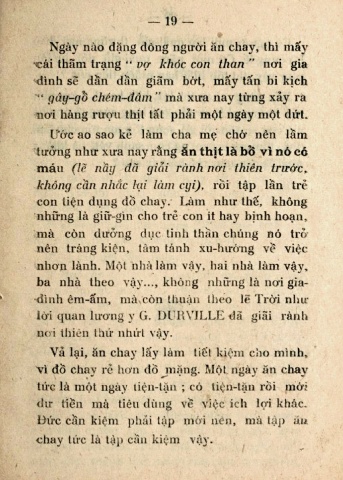 — 19 —
Ngày nào đặng đông người ăn chay, thì mấy
cái thảm trạng “ vợ khóc con than ” nơi gia
đình sẽ dần dần giảm bớt, mấy tấn bi kịch
“ gây-gổ chém-đâm ” mà xưa nay từng xảy ra
nơi hàng rượu thịt tất phải một ngày một dứt.
Ước ao sao kẻ làm cha mẹ chớ nên lầm
tưởng như xưa nay rằng ăn thịt là bổ vì nó có
máu (lẽ nầy đã giải rành nơi thiên trước,
không cần nhắc lại làm cyi), rồi tập lần trẻ
con tiện dụng đồ chay. Làm như thế, không
những là giữ-gìn cho trẻ con ít hay bịnh hoạn,
mà còn dưỡng dục tinh thần chúng nó trở
nên tráng kiện, tâm tánh xu-hướng về việc
nhơn lành. Một nhà làm vậy, hai nhà làm vậy,
ba nhà theo vậy..., không những là nơi gia-
đình êm-ấm, mà còn thuận theo lẽ Trời như
lời quan lương y G. DURVILLE đã giải rành
nơi thiên thứ nhứt vậy.
Vả lại, ăn chay lấy làm tiết kiệm cho mình,
vì đồ chay rẻ hơn đồ mặng. Một ngày ăn chay
tức là một ngày tiện-tặn ; có tiện-tặn rồi mới
dư tiền mà tiêu dùng về việc ích lợi khác.
Đức cần kiệm phải tập mới nên, mà tập ăn
chay tức là tập cần kiệm vậy.